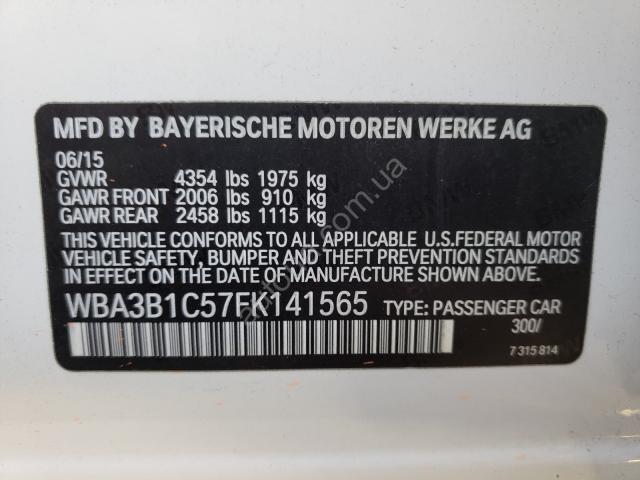 MFD BY BAYERISCHE MOTOREN WERKE AG
06/15
GVWR 4354 lbs 1975 kg
GAWR FRONT 2006 lbs 910 kg
GAWR REAR 2458 lbs 1115 kg
THIS VEHICLE CONFORMS TO ALL APPLICABLE U.S.FEDERAL MOTOR
VEHICLE SAFETY, BUMPER AND THEFT PREVENTION STANDARDS
IN EFFECT ON THE DATE OF MANUFACTURE SHOWN ABOVE.
WBA3B1C57FK141565 TYPE: PASSENGER CAR
300/
7 315 814